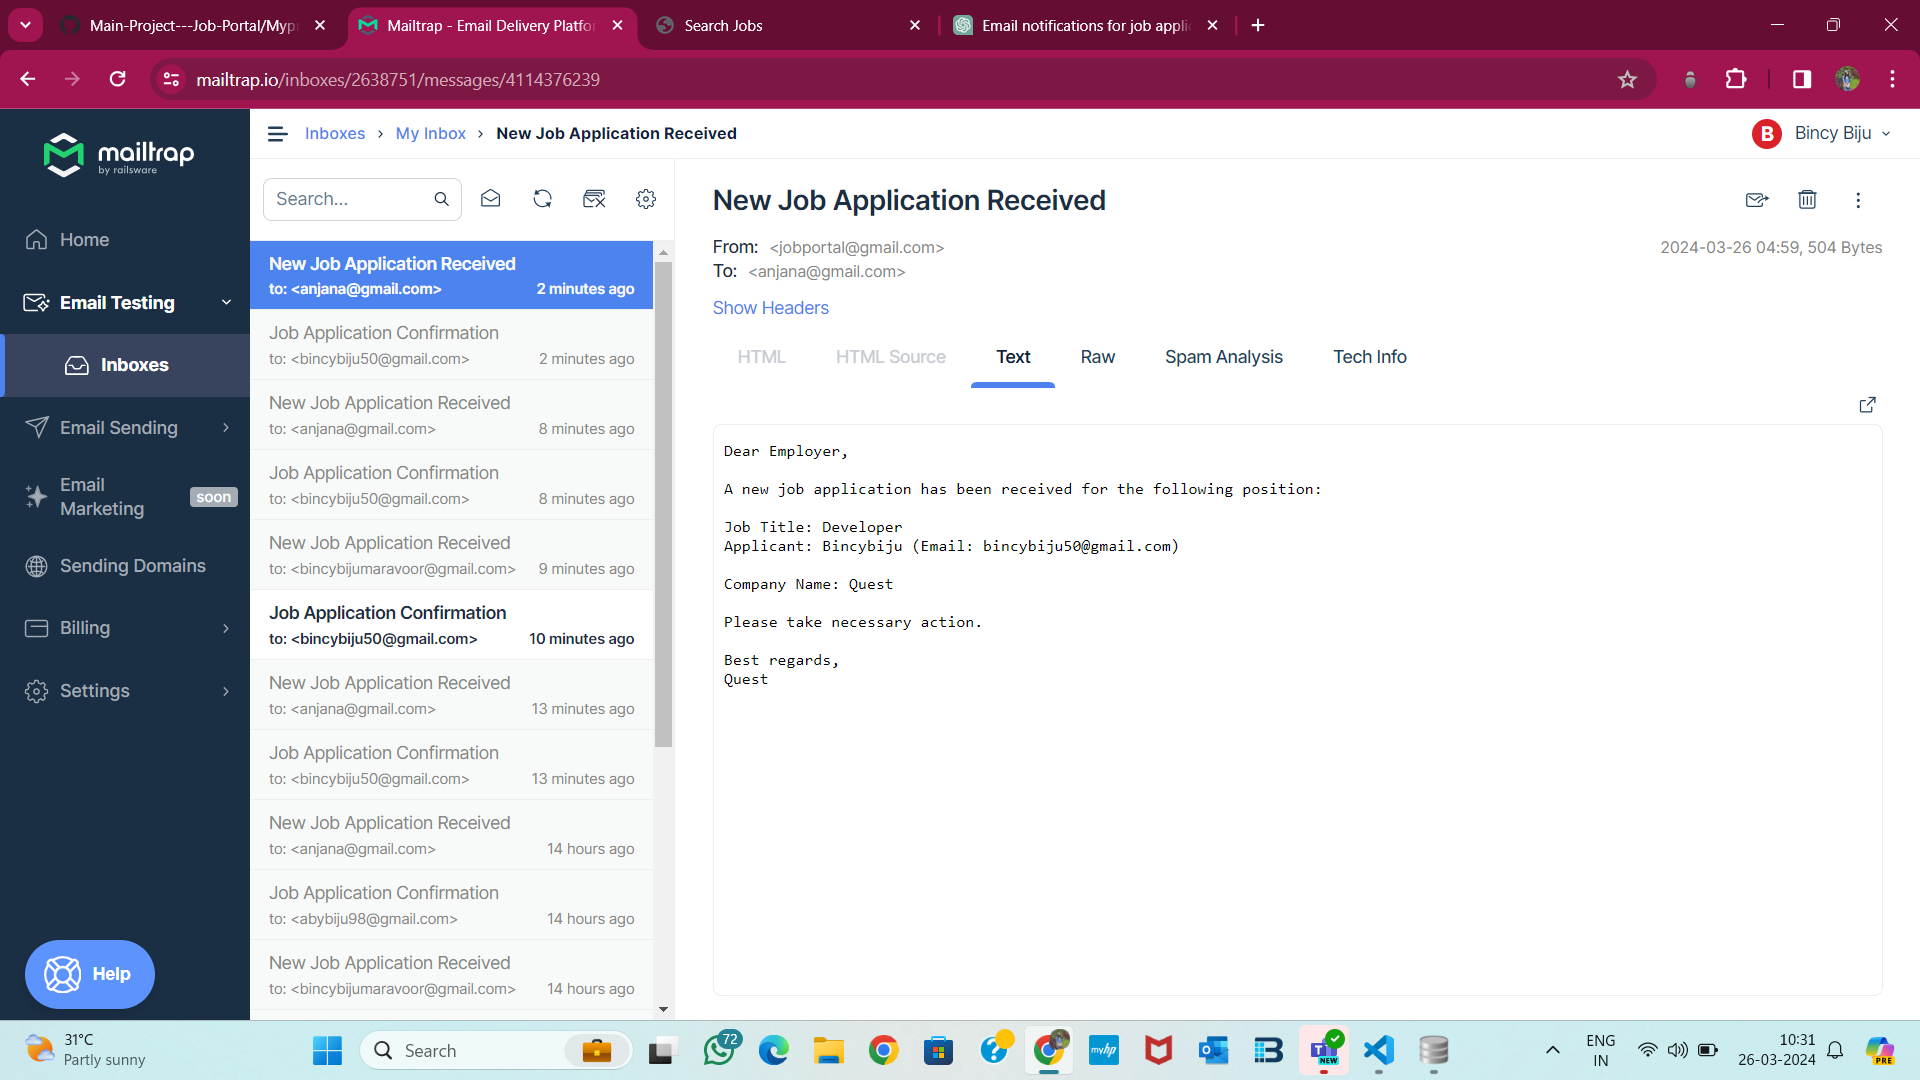 Main-Project---Job-Portal/Myp
Mailtrap - Email Delivery Platfo
Search Jobs
Email notifications for job appli
mailtrap.io/inboxes/2638751/messages/4114376239
mailtrap
by railsware
Home
Email Testing
Inboxes
Email Sending
Email
Marketing
soon
Sending Domains
Billing
Settings
Help
Inboxes › My Inbox › New Job Application Received
B Bincy Biju
Search...
New Job Application Received
to: <anjana@gmail.com> 2 minutes ago
Job Application Confirmation
to: <bincybiju50@gmail.com> 2 minutes ago
New Job Application Received
to: <anjana@gmail.com> 8 minutes ago
Job Application Confirmation
to: <bincybiju50@gmail.com> 8 minutes ago
New Job Application Received
to: <bincybijumaravoor@gmail.com> 9 minutes ago
Job Application Confirmation
to: <bincybiju50@gmail.com> 10 minutes ago
New Job Application Received
to: <anjana@gmail.com> 13 minutes ago
Job Application Confirmation
to: <bincybiju50@gmail.com> 13 minutes ago
New Job Application Received
to: <anjana@gmail.com> 14 hours ago
Job Application Confirmation
to: <abybiju98@gmail.com> 14 hours ago
New Job Application Received
to: <bincybijumaravoor@gmail.com> 14 hours ago
New Job Application Received
From: <jobportal@gmail.com>
2024-03-26 04:59, 504 Bytes
To: <anjana@gmail.com>
Show Headers
HTML HTML Source Text Raw Spam Analysis Tech Info
Dear Employer,
A new job application has been received for the following position:
Job Title: Developer
Applicant: Bincybiju (Email: bincybiju50@gmail.com)
Company Name: Quest
Please take necessary action.
Best regards,
Quest
31°C
Partly sunny
Search
72
myhp
NEW
ENG
IN
10:31
26-03-2024
PRE